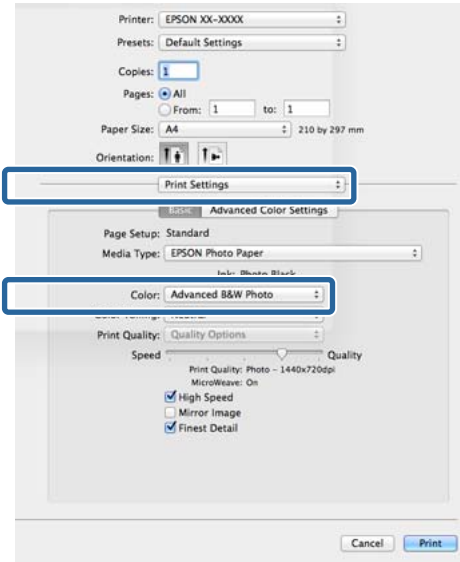 Printer: EPSON XX-XXXX
Presets: Default Settings
Copies: 1
Pages: All
From: 1 to: 1
Paper Size: A4 210 by 297 mm
Orientation:
Print Settings
Basic Advanced Color Settings
Page Setup: Standard
Media Type: EPSON Photo Paper
Ink: Photo Black
Color: Advanced B&W Photo
Color Toning: Neutral
Print Quality: Quality Options
Speed Quality
Print Quality: Photo - 1440x720dpi
MicroWeave: On
High Speed
Mirror Image
Finest Detail
Cancel Print